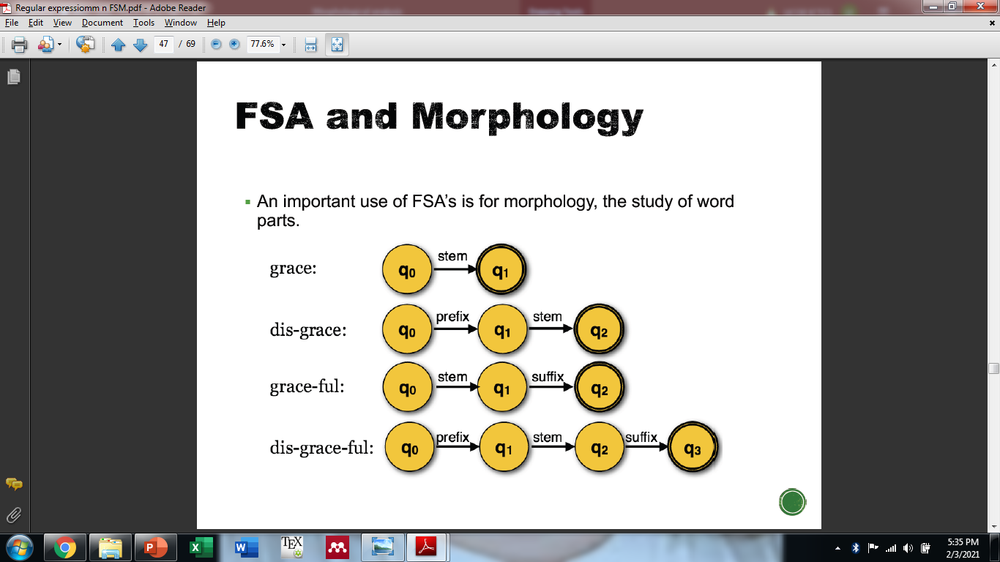 Regular expressiomm n FSM.pdf - Adobe Reader
File Edit View Document Tools Window Help
47 / 69 77.6%
FSA and Morphology
An important use of FSA's is for morphology, the study of word
parts.
grace: q0 stem q1
dis-grace: q0 prefix q1 stem q2
grace-ful: q0 stem q1 suffix q2
dis-grace-ful: q0 prefix q1 stem q2 suffix q3
5:35 PM
2/3/2021